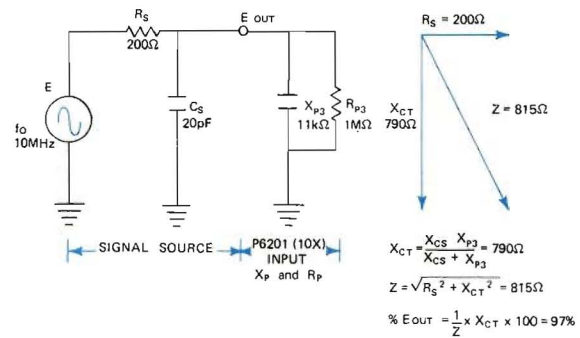 RS
200Ω
E OUT
E
fo
10MHz
CS
20pF
XP3
11kΩ
RP3
1MΩ
SIGNAL SOURCE
P6201 (10X)
INPUT
XP and RP
RS = 200Ω
XCT
790Ω
Z = 815Ω
XCT = XCS XP3 / XCS + XP3 = 790Ω
Z = √RS² + XCT² = 815Ω
% EOUT = 1/Z x XCT x 100 = 97%